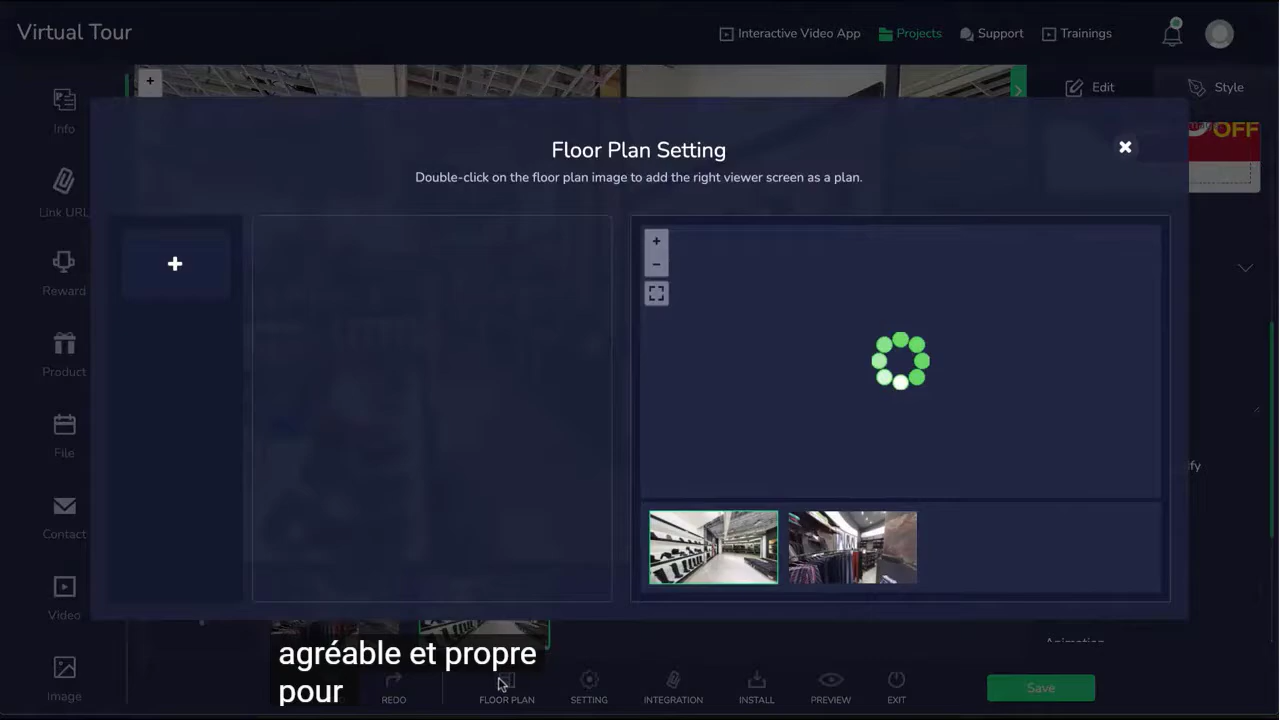 Virtual Tour
Interactive Video App
Projects
Support
Trainings
+
Edit
Style
OFF
Info
Link URL
Reward
Product
File
Contact
Video
Image
Floor Plan Setting
Double-click on the floor plan image to add the right viewer screen as a plan.
+
+
−
ify
Animation
agréable et propre
pour
REDO
FLOOR PLAN
SETTING
INTEGRATION
INSTALL
PREVIEW
EXIT
Save